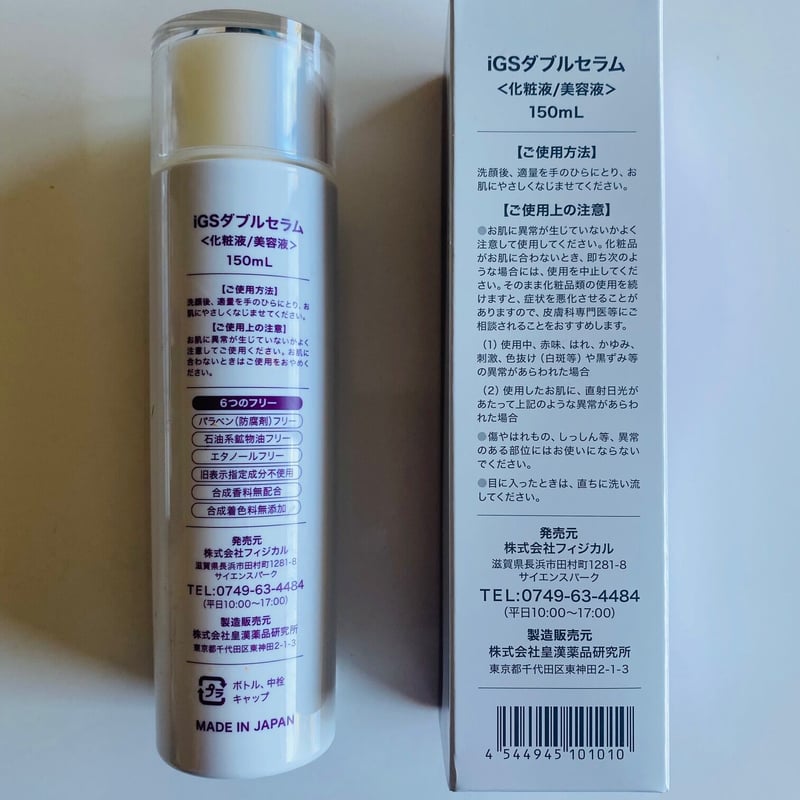 iGSダブルセラム
<化粧液/美容液>
150mL
【ご使用方法】
洗顔後、適量を手のひらにとり、お
肌にやさしくなじませてください。
【ご使用上の注意】
お肌に異常が生じていないかよく
注意してご使用ください。お肌に
合わないときはご使用をおやめく
ださい。
6つのフリー
パラベン(防腐剤)フリー
石油系鉱物油フリー
エタノールフリー
旧表示指定成分不使用
合成香料無配合
合成着色料無添加
発売元
株式会社フィジカル
滋賀県長浜市田村町1281-8
サイエンスパーク
TEL:0749-63-4484
(平日10:00〜17:00)
製造販売元
株式会社皇漢薬品研究所
東京都千代田区東神田2-1-3
プラ
ボトル、中栓
キャップ
MADE IN JAPAN
iGSダブルセラム
<化粧液/美容液>
150mL
【ご使用方法】
洗顔後、適量を手のひらにとり、お
肌にやさしくなじませてください。
【ご使用上の注意】
●お肌に異常が生じていないかよく
注意して使用してください。化粧品
がお肌に合わないとき、即ち次のよ
うな場合には、使用を中止してくだ
さい。そのまま化粧品類の使用を続
けますと、症状を悪化させることが
ありますので、皮膚科専門医等にご
相談されることをおすすめします。
(1)使用中、赤味、はれ、かゆみ、
刺激、色抜け(白斑等)や黒ずみ等
の異常があらわれた場合
(2)使用したお肌に、直射日光が
あたって上記のような異常があらわ
れた場合
●傷やはれもの、しっしん等、異常
のある部位にはお使いにならない
でください。
●目に入ったときは、直ちに洗い流
してください。
発売元
株式会社フィジカル
滋賀県長浜市田村町1281-8
サイエンスパーク
TEL:0749-63-4484
(平日10:00〜17:00)
製造販売元
株式会社皇漢薬品研究所
東京都千代田区東神田2-1-3
4 544945 101010